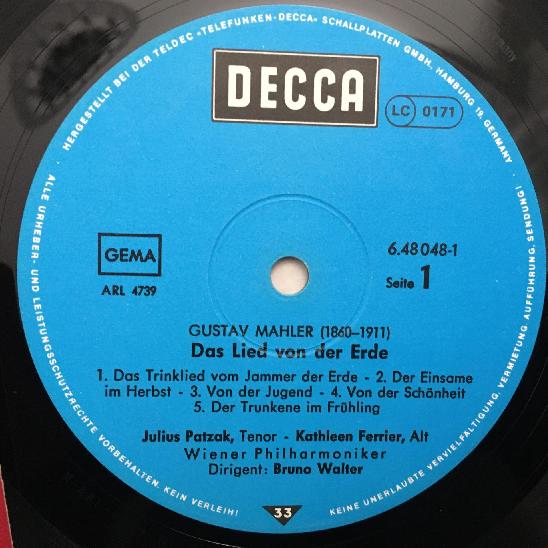 HERGESTELLT BEI DER TELDEC »TELEFUNKEN-DECCA« SCHALLPLATTEN GMBH, HAMBURG 19, GERMANY
DECCA
LC 0171
GEMA
ARL 4739
6.48048-1
Seite 1
GUSTAV MAHLER (1860-1911)
Das Lied von der Erde
1. Das Trinklied vom Jammer der Erde - 2. Der Einsame
im Herbst - 3. Von der Jugend - 4. Von der Schönheit
5. Der Trunkene im Frühling
Julius Patzak, Tenor - Kathleen Ferrier, Alt
Wiener Philharmoniker
Dirigent: Bruno Walter
33
ALLE URHEBER- UND LEISTUNGSSCHUTZRECHTE VORBEHALTEN. KEIN VERLEIH!
KEINE UNERLAUBTE VERVIELFÄLTIGUNG, VERMIETUNG, AUFFÜHRUNG, SENDUNG!